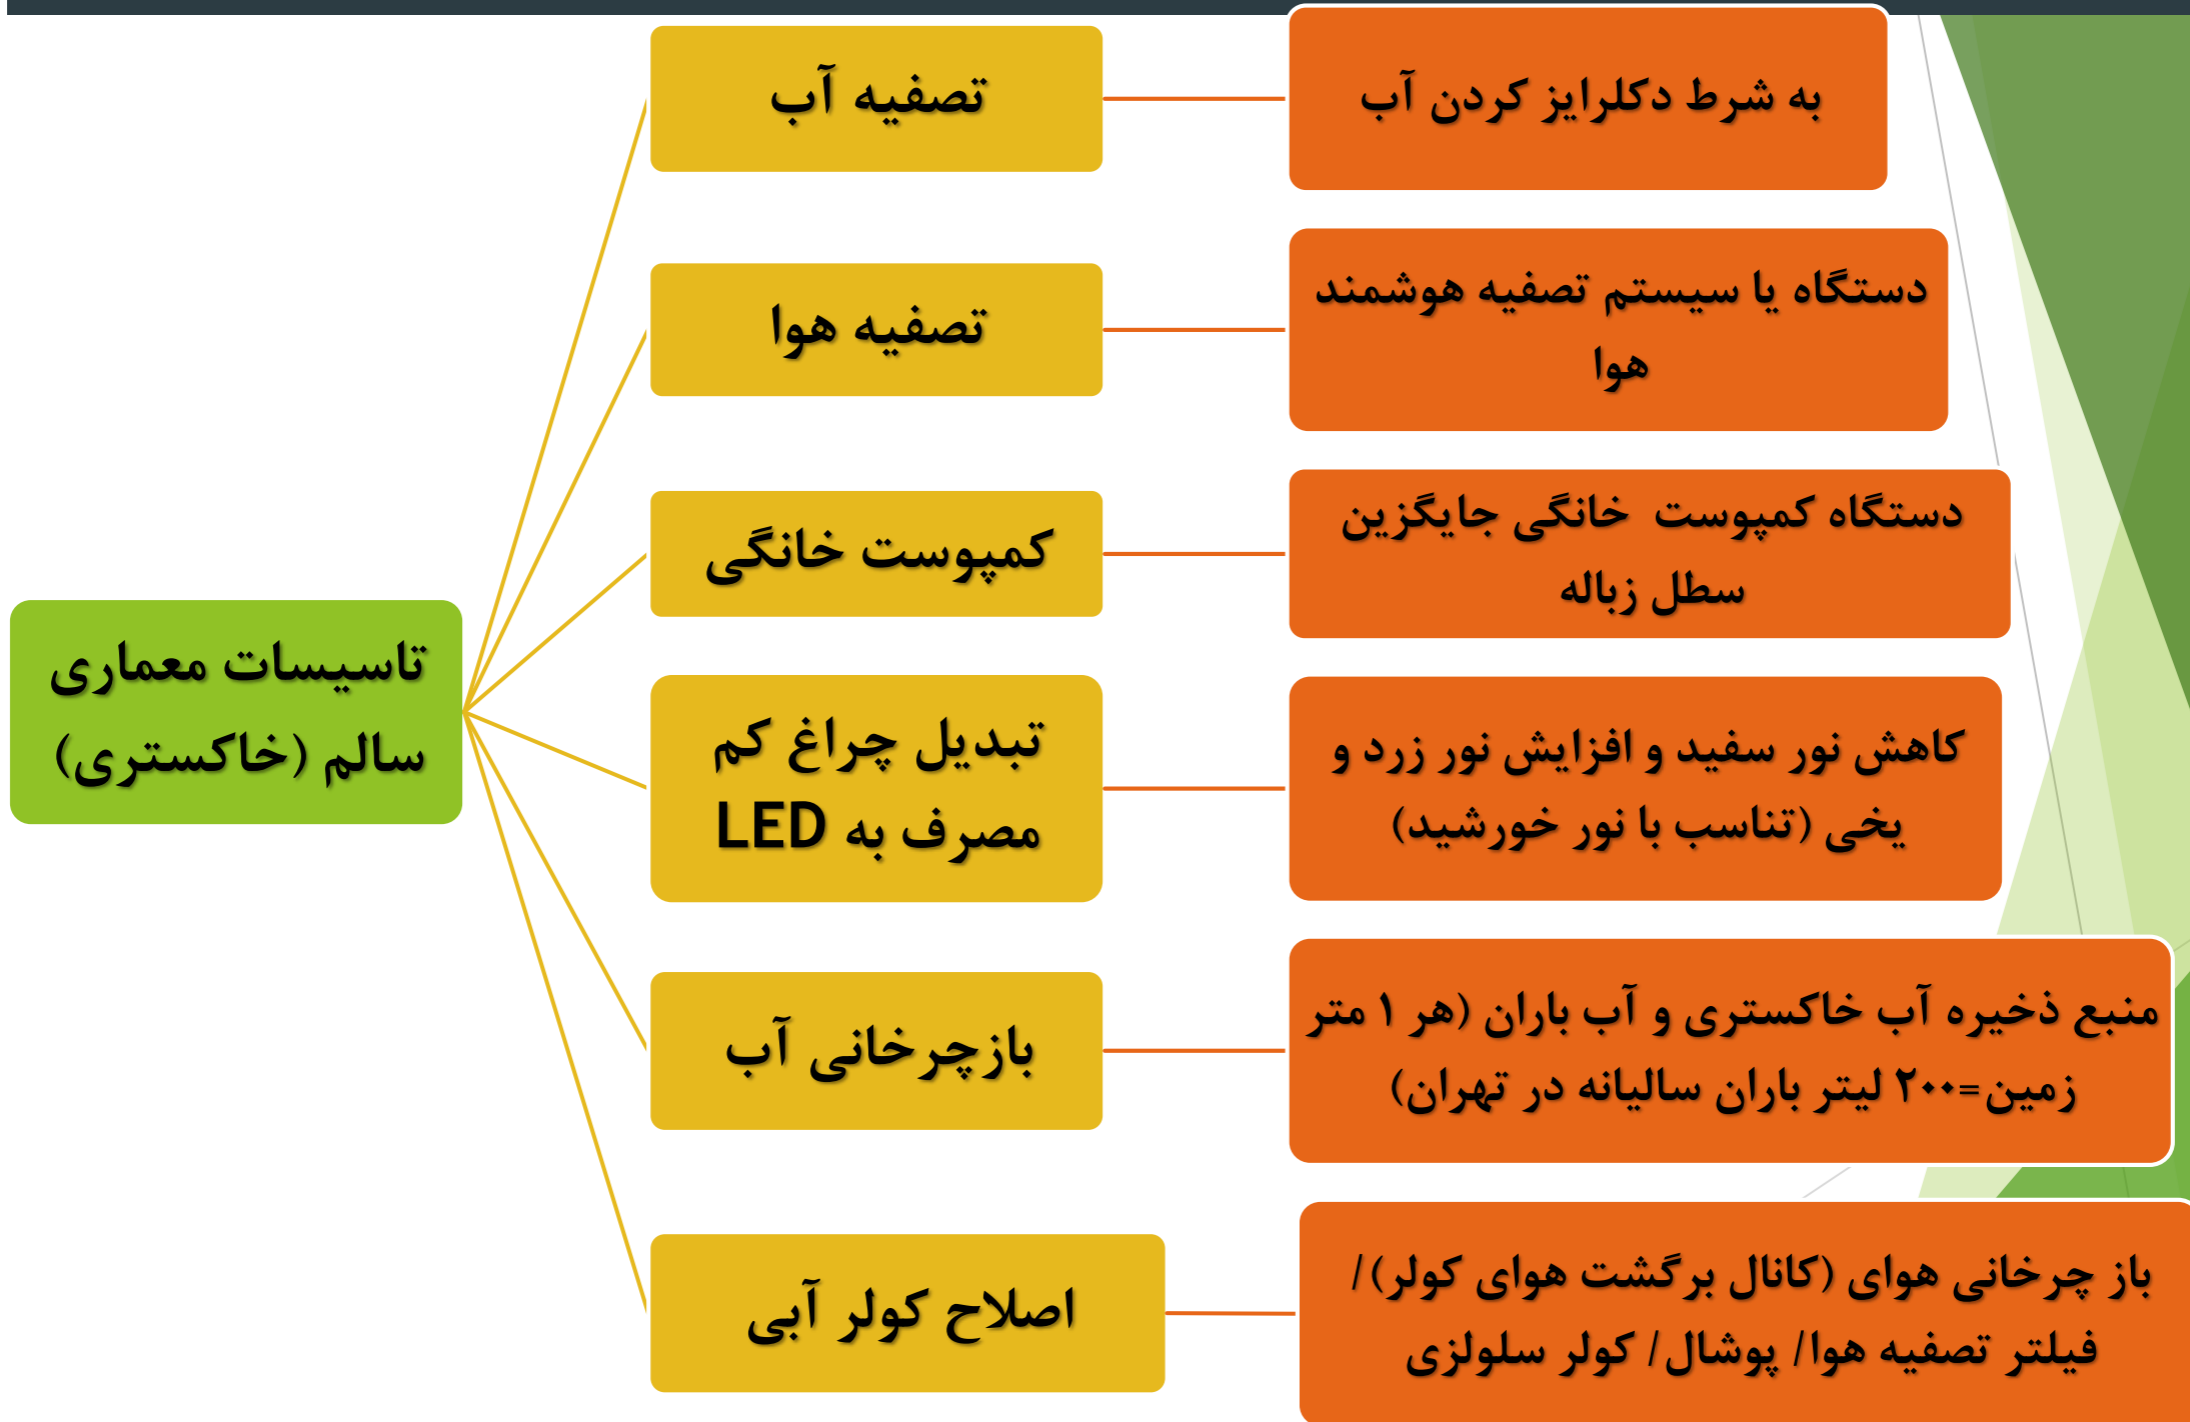 تاسیسات معماری
سالم (خاکستری)
تصفیه آب
به شرط دکلرایز کردن آب
تصفیه هوا
دستگاه یا سیستم تصفیه هوشمند
هوا
کمپوست خانگی
دستگاه کمپوست خانگی جایگزین
سطل زباله
تبدیل چراغ کم
مصرف به LED
کاهش نور سفید و افزایش نور زرد و
یخی (تناسب با نور خورشید)
بازچرخانی آب
منبع ذخیره آب خاکستری و آب باران (هر ۱ متر
زمین=۲۰۰ لیتر باران سالیانه در تهران)
اصلاح کولر آبی
باز چرخانی هوای (کانال برگشت هوای کولر)/
فیلتر تصفیه هوا/ پوشال/ کولر سلولزی